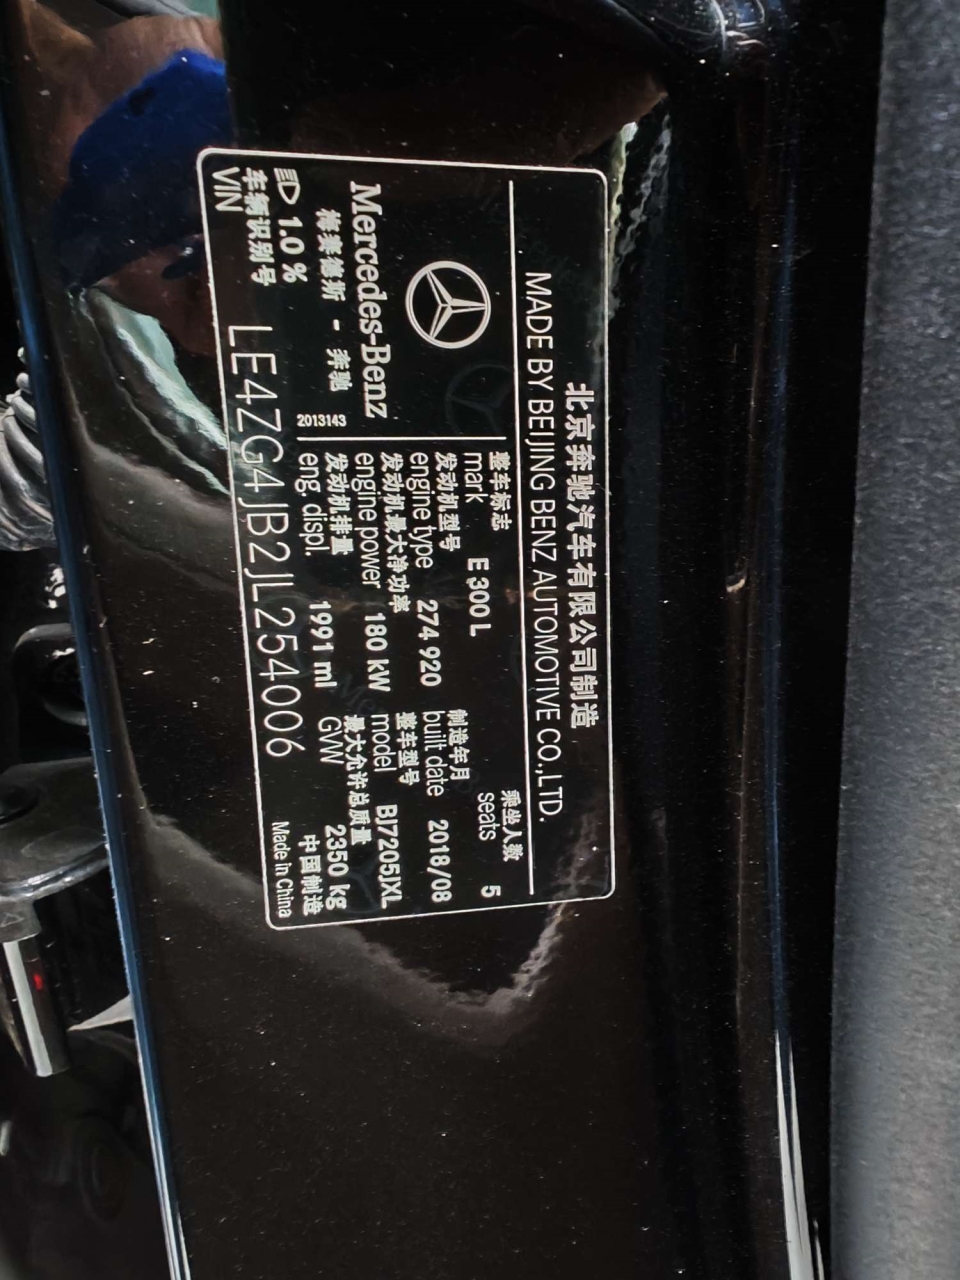 北京奔驰汽车有限公司制造
MADE BY BEIJING BENZ AUTOMOTIVE CO.,LTD.
Mercedes-Benz
梅赛德斯 - 奔驰
2013143
乘坐人数
seats 5
整车标志
mark E 300 L
发动机型号
engine type 274 920
制造年月
built date 2018/08
发动机最大净功率
engine power 180 kW
整车型号
model BJ7205JXL
发动机排量
eng. displ. 1991 ml
最大允许总质量
GVW 2350 kg
1.0 %
车辆识别号
VIN LE4ZG4JB2JL254006
中国制造
Made in China